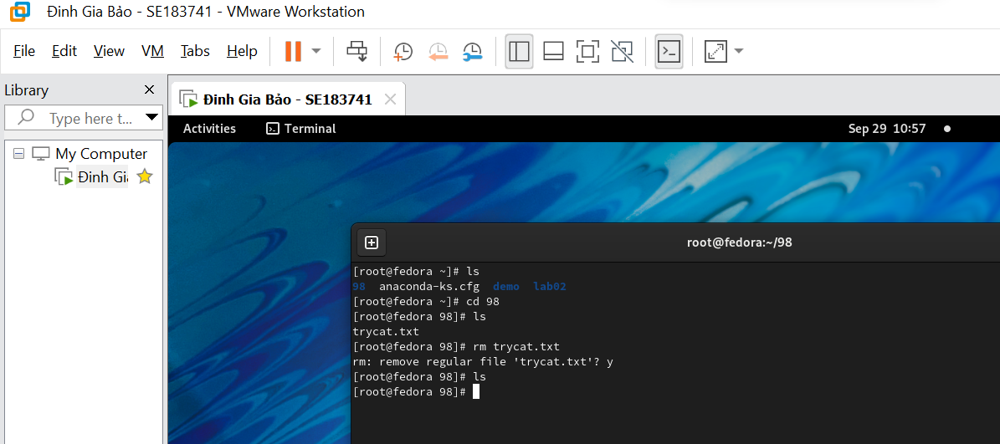 Đinh Gia Bảo - SE183741 - VMware Workstation
File Edit View VM Tabs Help
Library
Type here t...
Đinh Gia Bảo - SE183741
Activities Terminal Sep 29 10:57
My Computer
Đinh Gi
root@fedora:~/98
[root@fedora ~]# ls
98 anaconda-ks.cfg demo lab02
[root@fedora ~]# cd 98
[root@fedora 98]# ls
trycat.txt
[root@fedora 98]# rm trycat.txt
rm: remove regular file 'trycat.txt'? y
[root@fedora 98]# ls
[root@fedora 98]#